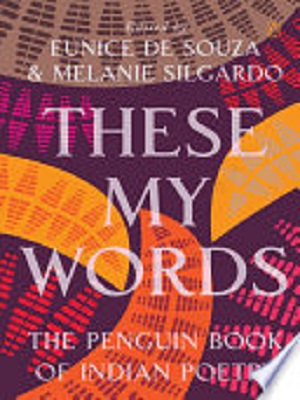 Edited by
EUNICE DE SOUZA
& MELANIE SILGARDO
THESE
MY
WORDS
THE PENGUIN BOOK
OF INDIAN POETRY